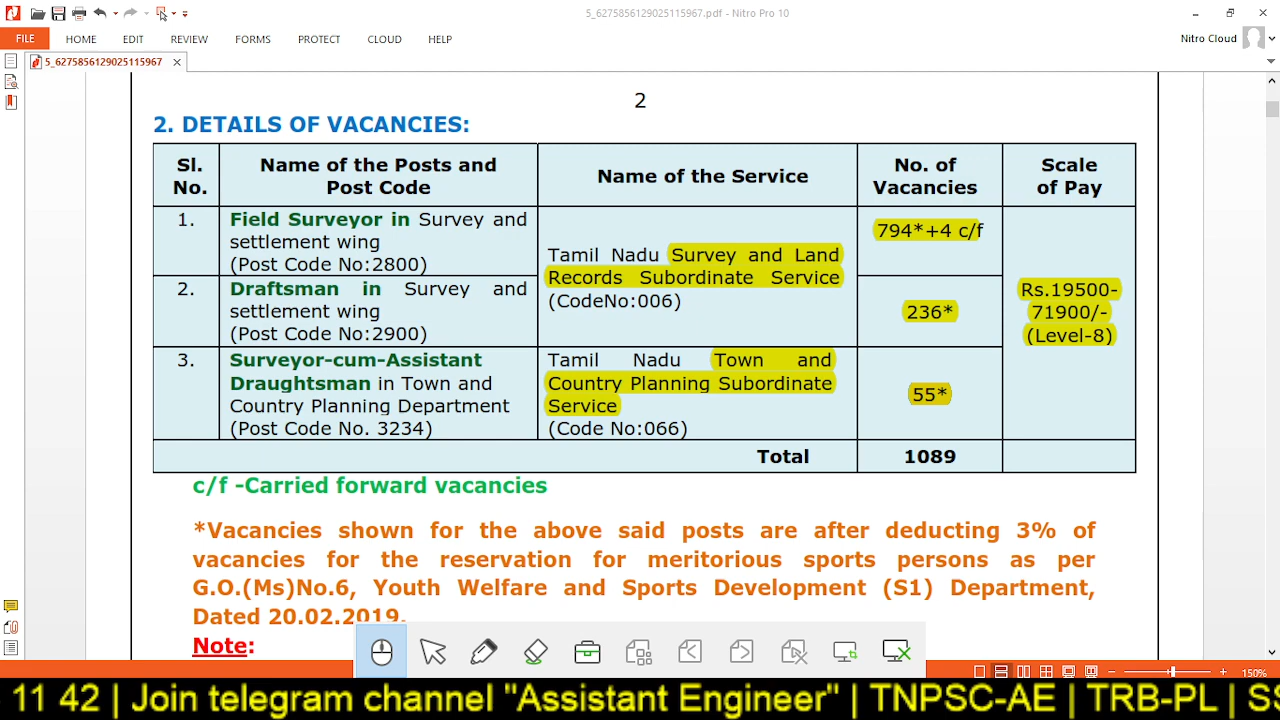 5_6275856129025115967.pdf - Nitro Pro 10
FILE HOME EDIT REVIEW FORMS PROTECT CLOUD HELP Nitro Cloud
5_6275856129025115967
2
2. DETAILS OF VACANCIES:
Sl. No. Name of the Posts and Post Code Name of the Service No. of Vacancies Scale of Pay
1. Field Surveyor in Survey and settlement wing (Post Code No:2800) Tamil Nadu Survey and Land Records Subordinate Service (CodeNo:006) 794*+4 c/f Rs.19500-71900/- (Level-8)
2. Draftsman in Survey and settlement wing (Post Code No:2900) 236*
3. Surveyor-cum-Assistant Draughtsman in Town and Country Planning Department (Post Code No. 3234) Tamil Nadu Town and Country Planning Subordinate Service (Code No:066) 55*
Total 1089
c/f -Carried forward vacancies
*Vacancies shown for the above said posts are after deducting 3% of
vacancies for the reservation for meritorious sports persons as per
G.O.(Ms)No.6, Youth Welfare and Sports Development (S1) Department,
Dated 20.02.2019.
Note:
150%
11 42 | Join telegram channel "Assistant Engineer" | TNPSC-AE | TRB-PL | SS